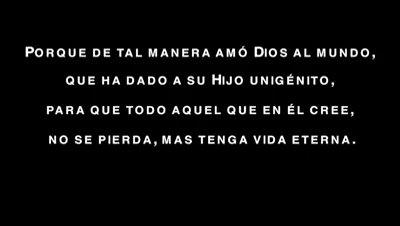 Porque de tal manera amó Dios al mundo,
que ha dado a su Hijo unigénito,
para que todo aquel que en él cree,
no se pierda, mas tenga vida eterna.